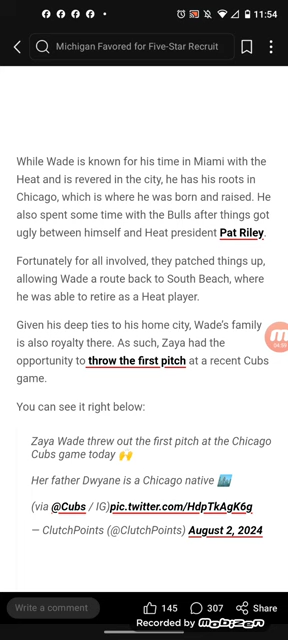 11:54
Michigan Favored for Five-Star Recruit
While Wade is known for his time in Miami with the
Heat and is revered in the city, he has his roots in
Chicago, which is where he was born and raised. He
also spent some time with the Bulls after things got
ugly between himself and Heat president Pat Riley.
Fortunately for all involved, they patched things up,
allowing Wade a route back to South Beach, where
he was able to retire as a Heat player.
Given his deep ties to his home city, Wade's family
is also royalty there. As such, Zaya had the
opportunity to throw the first pitch at a recent Cubs
game.
You can see it right below:
Zaya Wade threw out the first pitch at the Chicago
Cubs game today 🙌
Her father Dwyane is a Chicago native 🏙️
(via @Cubs / IG)pic.twitter.com/HdpTkAgK6g
— ClutchPoints (@ClutchPoints) August 2, 2024
Write a comment
145
307
Share
Recorded by mobizen